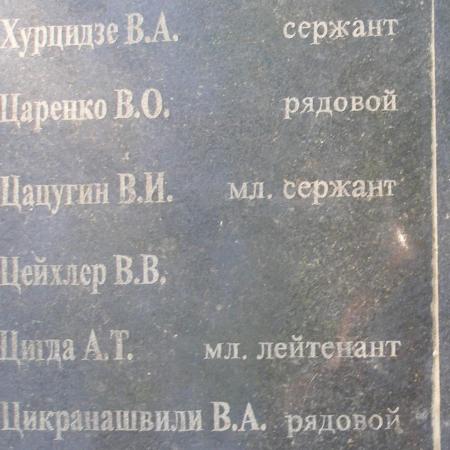 Хурцидзе В.А. сержант
Царенко В.О. рядовой
Цацугин В.И. мл. сержант
Цейхлер В.В.
Цигда А.Т. мл. лейтенант
Цикранашвили В.А. рядовой